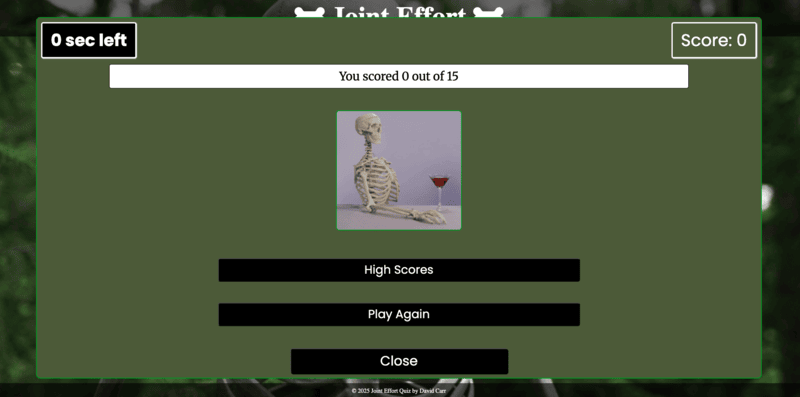 Joint Effort
0 sec left
Score: 0
You scored 0 out of 15
High Scores
Play Again
Close
© 2025 Joint Effort Quiz by David Carr